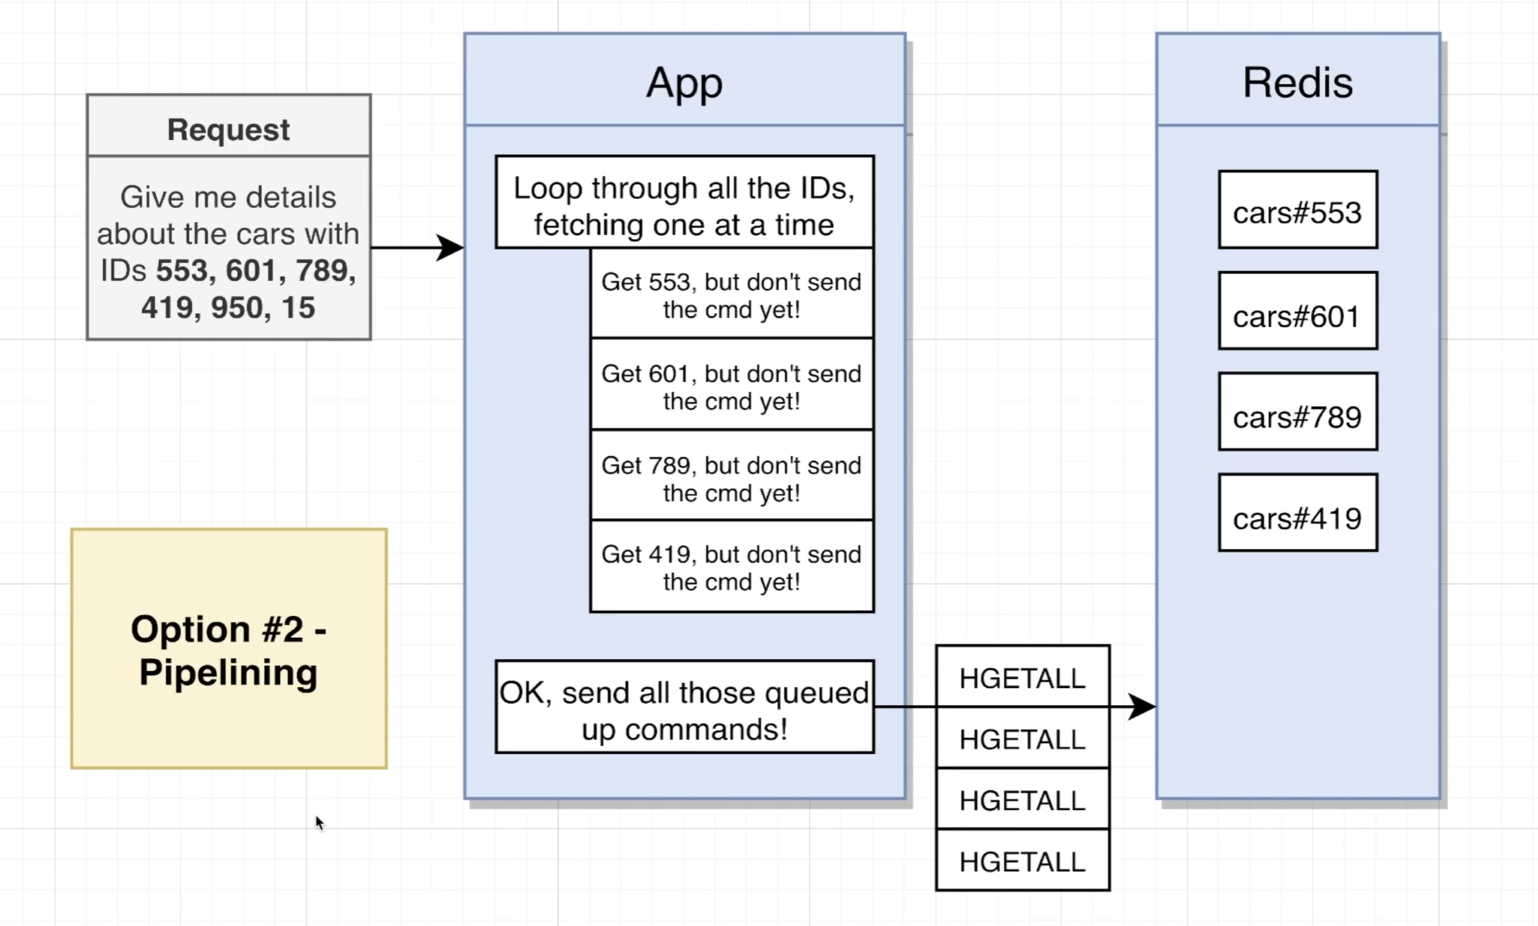 Request
Give me details
about the cars with
IDs 553, 601, 789,
419, 950, 15
Option #2 -
Pipelining
App
Loop through all the IDs,
fetching one at a time
Get 553, but don't send
the cmd yet!
Get 601, but don't send
the cmd yet!
Get 789, but don't send
the cmd yet!
Get 419, but don't send
the cmd yet!
OK, send all those queued
up commands!
HGETALL
HGETALL
HGETALL
HGETALL
Redis
cars#553
cars#601
cars#789
cars#419